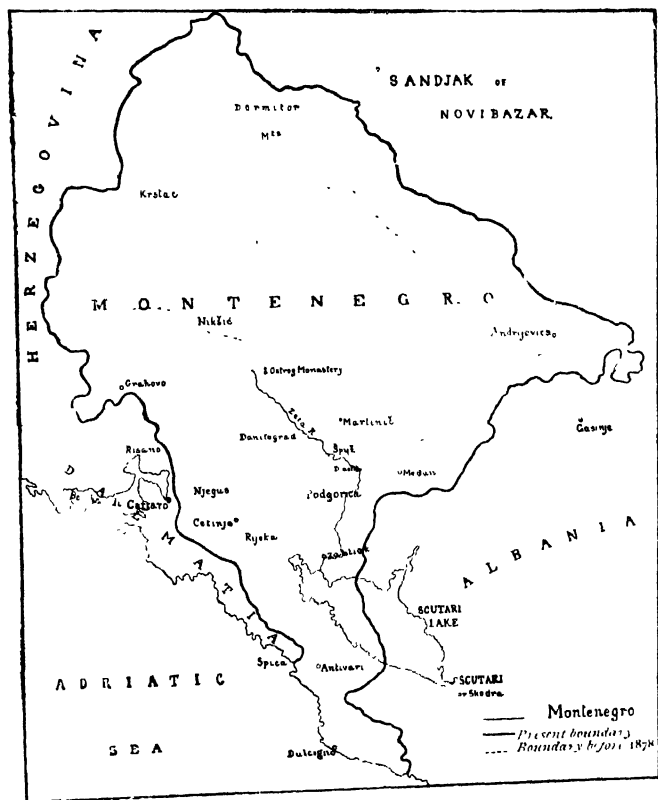 HERZEGOVINA
SANDJAK OF
NOVIBAZAR.
Dormitor
Mts
Krstac
MONTENEGRO
Nikšić
Andrijevica
Ostrog Monastery
Grahovo
Zeta R.
Martinić
Gusinje
Danilograd
Spuž
Risano
Medun
Njegus
Podgorica
Cattaro
Cetinje
Rijeka
Žabljak
DALMATIA
ALBANIA
SCUTARI
LAKE
Spica
Antivari
SCUTARI
or Skodra
ADRIATIC
SEA
Dulcigno
Montenegro
Present boundary
Boundary before 1878